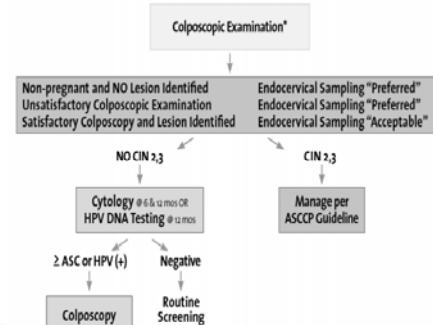 Colposcopic Examination*
Non-pregnant and NO Lesion Identified Endocervical Sampling “Preferred”
Unsatisfactory Colposcopic Examination Endocervical Sampling “Preferred”
Satisfactory Colposcopy and Lesion Identified Endocervical Sampling “Acceptable”
NO CIN 2,3 CIN 2,3
Cytology @ 6 & 12 mos OR
HPV DNA Testing @ 12 mos
Manage per
ASCCP Guideline
≥ ASC or HPV (+) Negative
Colposcopy
Routine
Screening